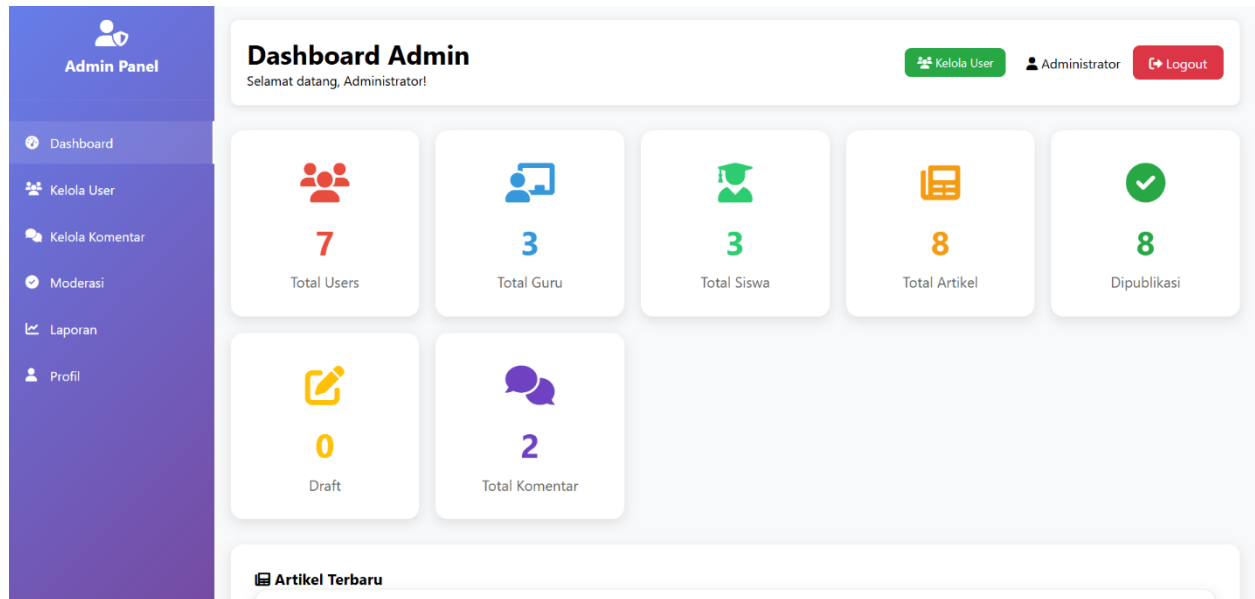 Admin Panel
Dashboard
Kelola User
Kelola Komentar
Moderasi
Laporan
Profil
Dashboard Admin
Selamat datang, Administrator!
Kelola User
Administrator
Logout
7
Total Users
3
Total Guru
3
Total Siswa
8
Total Artikel
8
Dipublikasi
0
Draft
2
Total Komentar
Artikel Terbaru